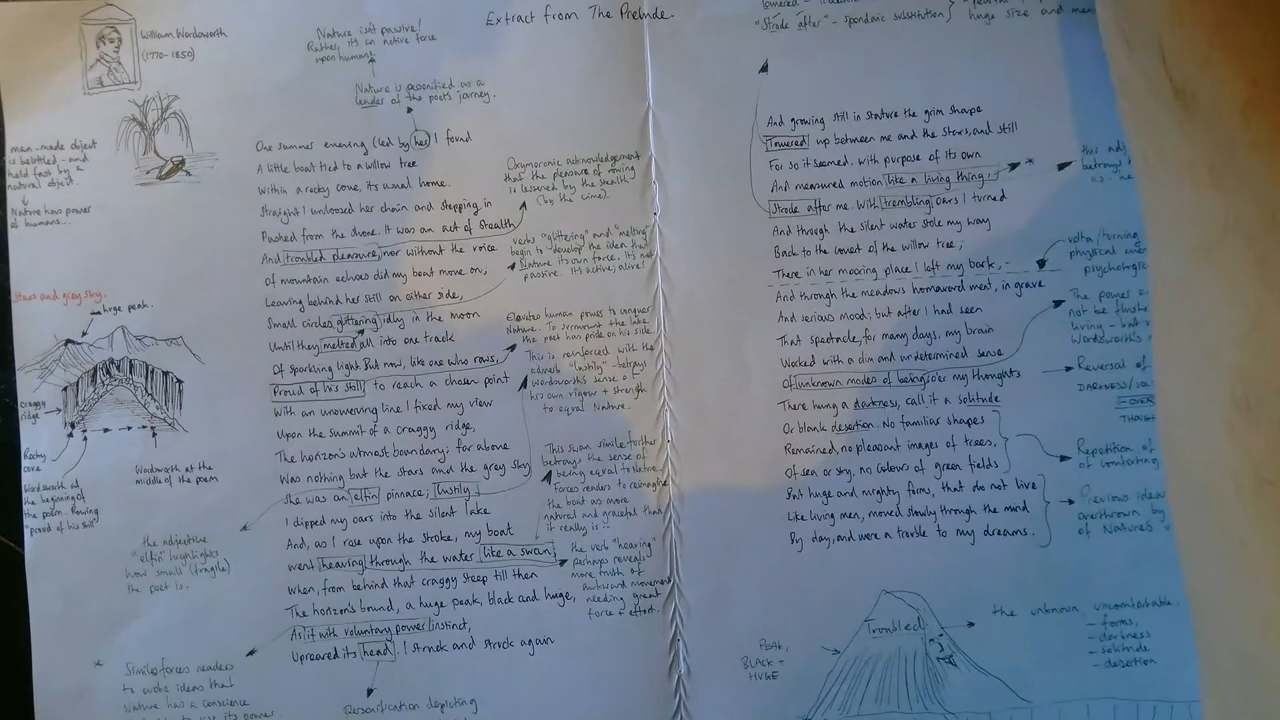 Extract from The Prelude.
William Wordsworth
(1770-1850)
Nature isn't passive!
Rather, it's an active force
upon humans.
Nature is personified as a
leader of the poet's journey.
man-made object
is belittled - and
held fast by a
natural object.
Nature has power
of humans...
One summer evening (led by her) I found
A little boat tied to a willow tree
Within a rocky cove, its usual home.
Straight I unloosed her chain and stepping in
Pushed from the shore. It was an act of stealth
And troubled pleasure, nor without the voice
Of mountain echoes did my boat move on;
Leaving behind her still on either side,
Small circles glittering idly in the moon
Until they melted all into one track
Of sparkling light. But now, like one who rows,
Proud of his skill to reach a chosen point
With an unswerving line I fixed my view
Upon the summit of a craggy ridge,
The horizon's utmost boundary; far above
Was nothing but the stars and the grey sky
She was an elfin pinnace; lustily
I dipped my oars into the silent lake
And, as I rose upon the stroke, my boat
went heaving through the water like a swan;
when, from behind that craggy steep till then
The horizon's bound, a huge peak, black and huge,
As if with voluntary power instinct,
Upreared its head. I struck and struck again
Oxymoronic acknowledgement
that the pleasure of rowing
is lessened by the stealth
(by the crime).
verbs "glittering" and "melting"
begin to develop the idea that
Nature its own force. It's not
passive. It's active; alive!
Elevates human power to conquer
Nature. To surmount the lake
the poet has pride on his side.
This is reinforced with the
adverb "lustily" - betrays
Wordsworth's sense of
his own vigour + strength
to equal Nature.
This swan simile further
betrays the sense of
being equal to Nature.
Forces readers to reimagine
the boat as more
natural and graceful than
it really is --
the verb "heaving"
perhaps reveals
more truth of
awkward movement
needing great
force + effort.
Stars and grey sky.
huge peak.
craggy
ridge
Rocky
cove
Wordsworth at
the beginning of
the poem. Rowing
"proud of his skill"
Wordsworth at the
middle of the poem
the adjective
"elfin" highlights
how small (fragile)
the poet is.
* Simile forces readers
to evoke ideas that
Nature has a conscience
its power.
Personification depicting
"Strode after" - spondaic substitution
huge size and
And growing still in stature the grim shape
Towered up between me and the stars, and still
For so it seemed, with purpose of its own
And measured motion like a living thing, *
Strode after me. With trembling oars I turned
And through the silent water stole my way
Back to the covert of the willow tree;
There in her mooring place I left my bark, -
And through the meadows homeward went, in grave
And serious mood; but after I had seen
That spectacle, for many days, my brain
Worked with a dim and undetermined sense
Of unknown modes of being; o'er my thoughts
There hung a darkness, call it a solitude
Or blank desertion. No familiar shapes
Remained, no pleasant images of trees,
Of sea or sky, no colours of green fields
But huge and mighty forms, that do not live
Like living men, moved slowly through the mind
By day, and were a trouble to my dreams.
this adj
betrays
volta/turning
physical
psycholog
The power
not be
living -
Wordsworth's
Reversal of
DARKNESS/
OVER
Repetition of
of comforting
Previous idea
overthrown by
of Nature's
PEAK,
BLACK +
HUGE
Troubled
the unknown, uncomfortable.
- forms,
- darkness
- solitude
- desertion